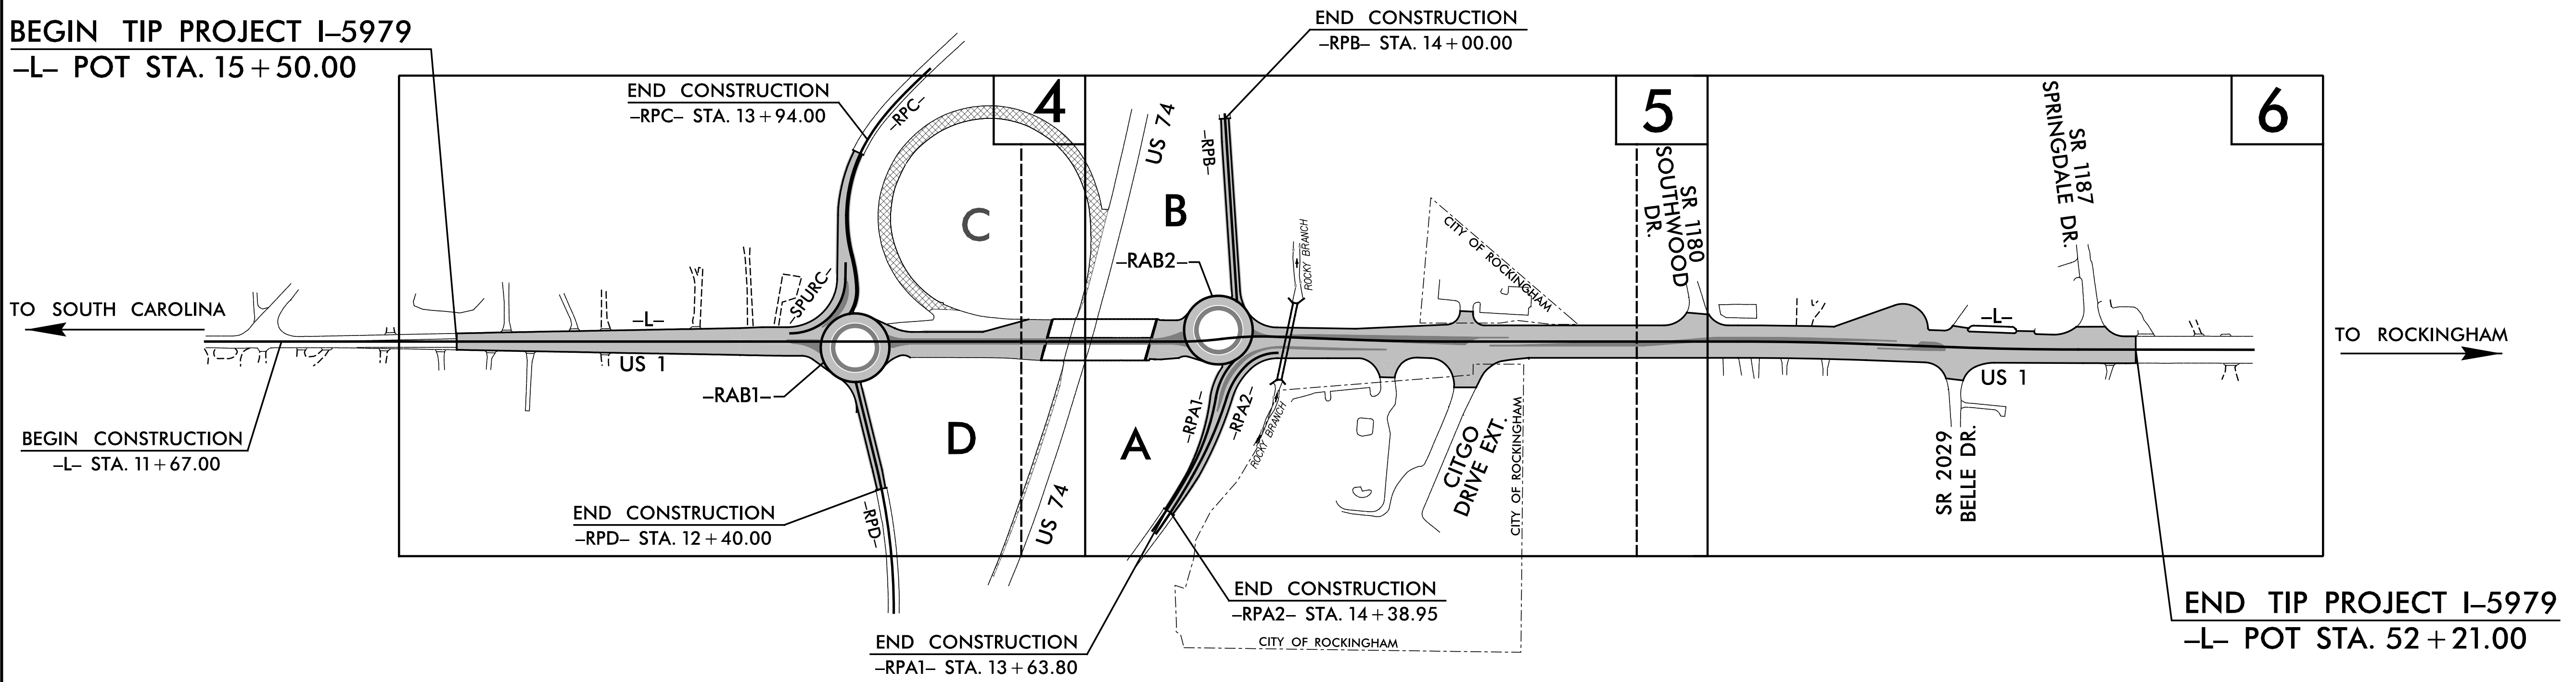 BEGIN TIP PROJECT I–5979
–L– POT STA. 15+50.00
END CONSTRUCTION
–RPB– STA. 14+00.00
END CONSTRUCTION
–RPC– STA. 13+94.00
–RPC–
4
US 74
–RPB–
5
6
C
B
SR 1180
SOUTHWOOD
DR.
SR 1187
SPRINGDALE DR.
CITY OF ROCKINGHAM
ROCKY BRANCH
–RAB2–
–SPURC–
TO SOUTH CAROLINA
–L–
US 1
–L–
US 1
TO ROCKINGHAM
–RAB1–
–RPA1–
–RPA2–
ROCKY BRANCH
BEGIN CONSTRUCTION
–L– STA. 11+67.00
D
A
CITGO
DRIVE EXT.
CITY OF ROCKINGHAM
SR 2029
BELLE DR.
END CONSTRUCTION
–RPD– STA. 12+40.00
–RPD–
US 74
END CONSTRUCTION
–RPA2– STA. 14+38.95
END CONSTRUCTION
–RPA1– STA. 13+63.80
CITY OF ROCKINGHAM
END TIP PROJECT I–5979
–L– POT STA. 52+21.00